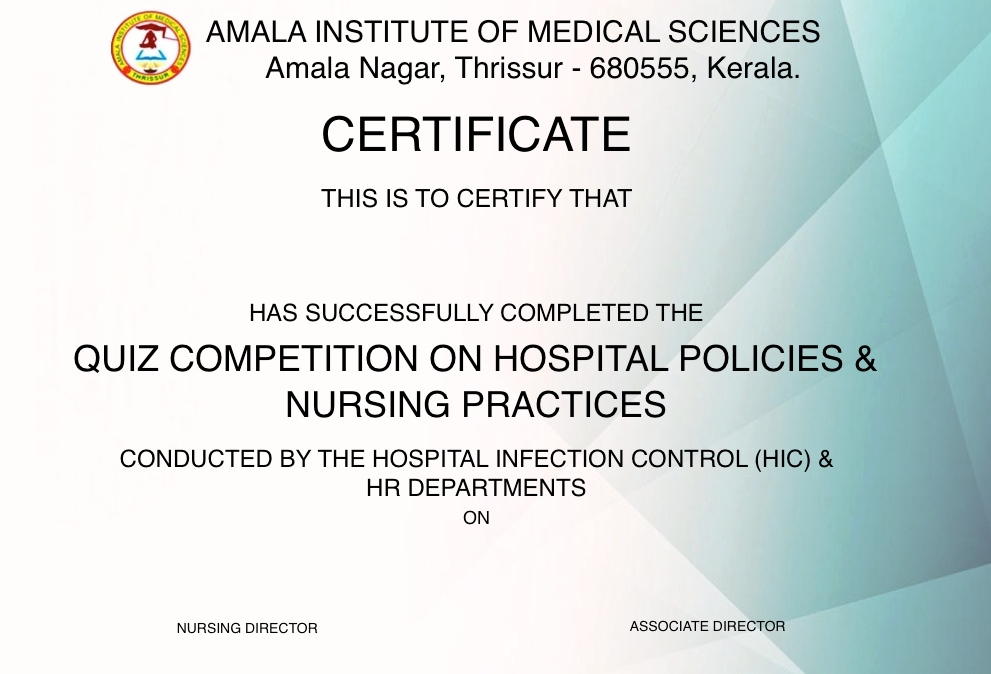 AMALA INSTITUTE OF MEDICAL SCIENCES
THRISSUR
AMALA INSTITUTE OF MEDICAL SCIENCES
Amala Nagar, Thrissur - 680555, Kerala.
CERTIFICATE
THIS IS TO CERTIFY THAT
HAS SUCCESSFULLY COMPLETED THE
QUIZ COMPETITION ON HOSPITAL POLICIES &
NURSING PRACTICES
CONDUCTED BY THE HOSPITAL INFECTION CONTROL (HIC) &
HR DEPARTMENTS
ON
NURSING DIRECTOR
ASSOCIATE DIRECTOR